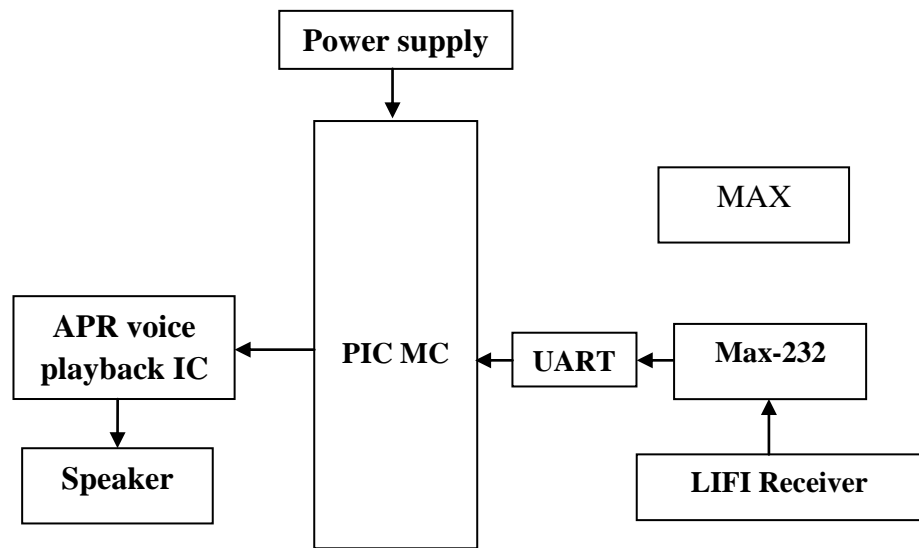 Power supply
MAX
APR voice
playback IC
PIC MC
UART
Max-232
Speaker
LIFI Receiver